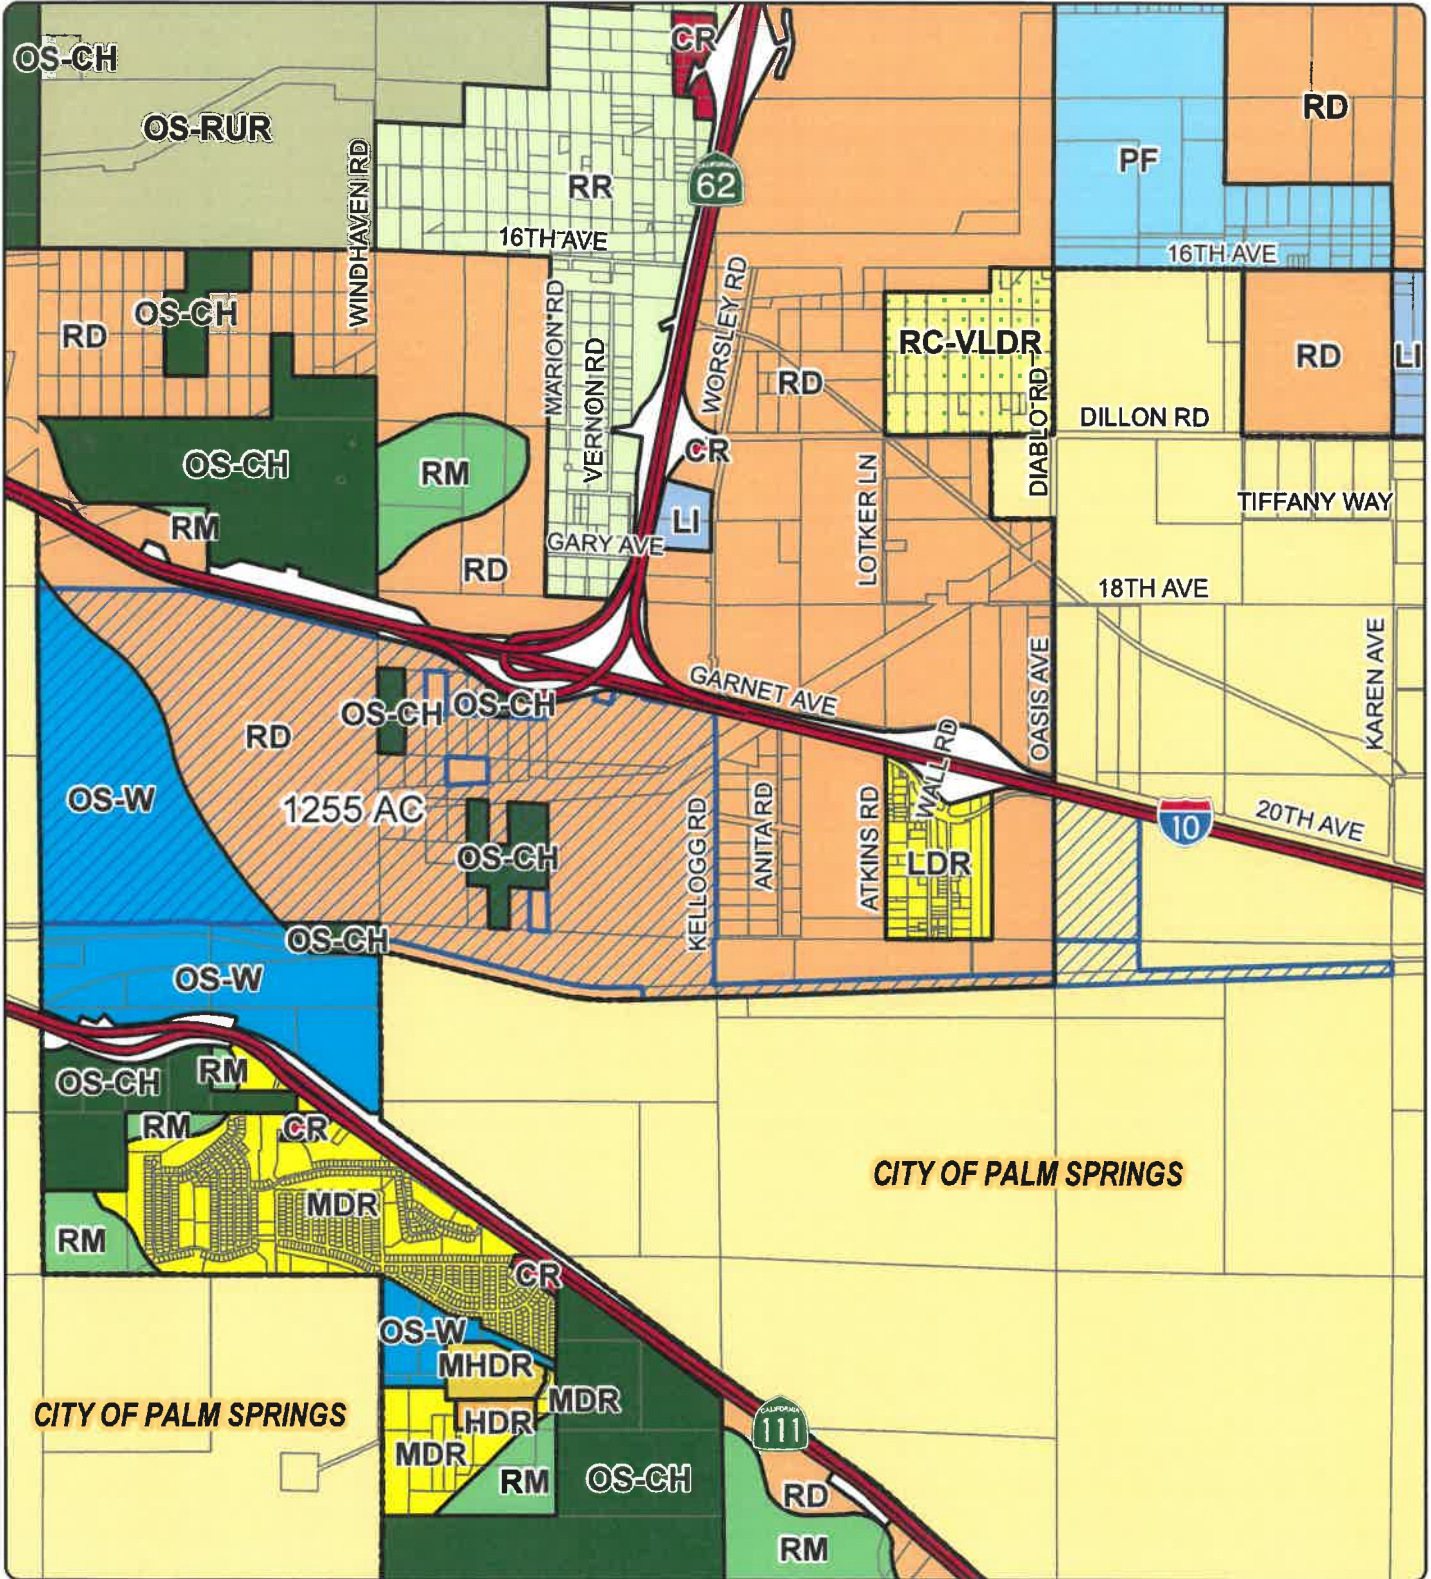 CR
OS-CH
RD
OS-RUR
PF
RR
CALIFORNIA
62
WINDHAVEN RD
16TH AVE
16TH AVE
OS-CH
RD
MARION RD
WORSLEY RD
RC-VLDR
RD
LI
VERNON RD
RD
DIABLO RD
DILLON RD
OS-CH
RM
CR
LOTKER LN
TIFFANY WAY
RM
LI
GARY AVE
RD
18TH AVE
KAREN AVE
OASIS AVE
GARNET AVE
OS-CH
OS-CH
RD
WALL RD
OS-W
1255 AC
KELLOGG RD
ANITA RD
ATKINS RD
10
20TH AVE
OS-CH
LDR
OS-CH
OS-W
RM
OS-CH
RM
CR
CITY OF PALM SPRINGS
MDR
RM
CR
OS-W
MHDR
MDR
CITY OF PALM SPRINGS
HDR
CALIFORNIA
111
MDR
RM
OS-CH
RD
RM